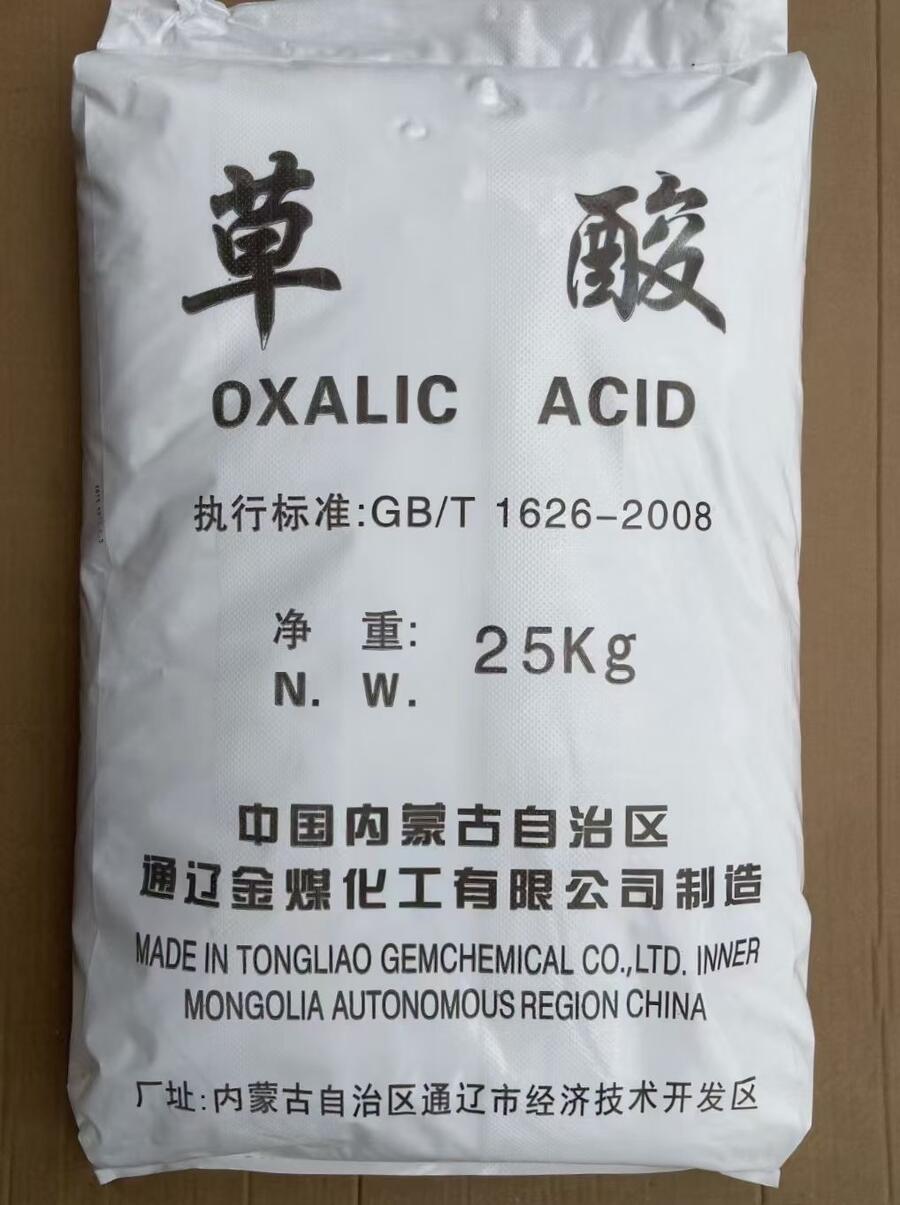 草 酸
OXALIC ACID
执行标准:GB/T 1626-2008
净 重: 25Kg
N. W.
中国内蒙古自治区
通辽金煤化工有限公司制造
MADE IN TONGLIAO GEMCHEMICAL CO.,LTD. INNER
MONGOLIA AUTONOMOUS REGION CHINA
厂址:内蒙古自治区通辽市经济技术开发区